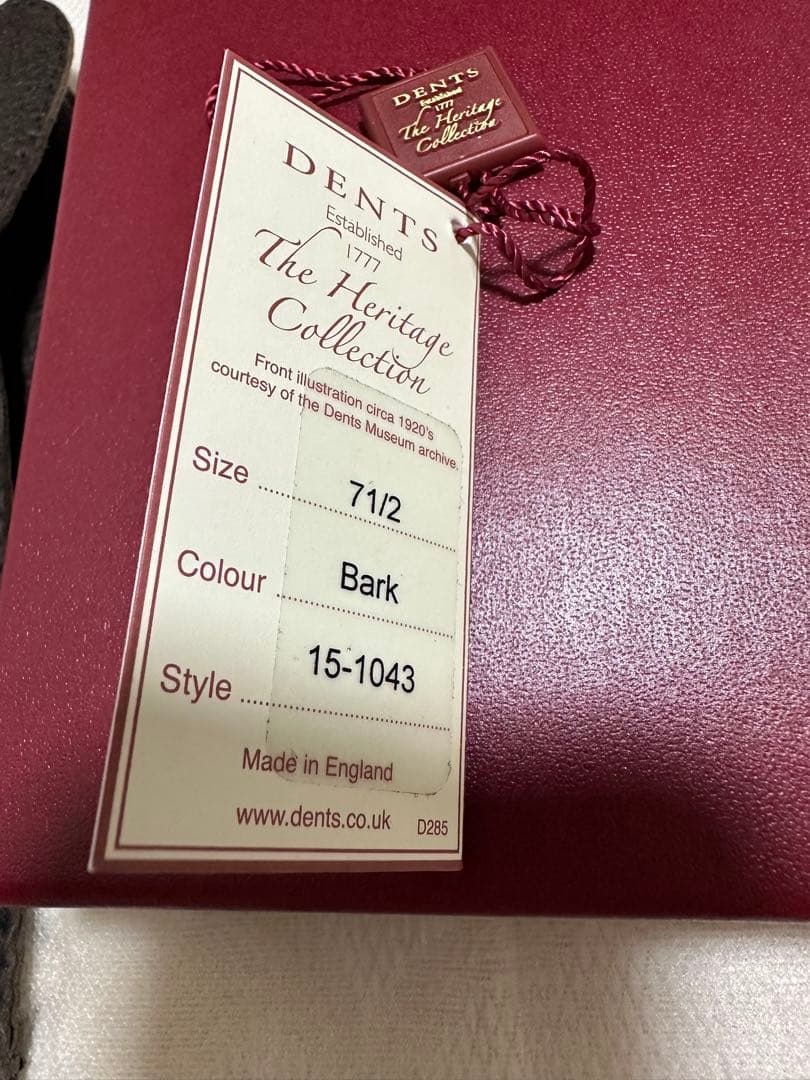 DENTS
Established
1777
The Heritage
Collection
DENTS
Established
1777
The Heritage
Collection
Front illustration circa 1920's
courtesy of the Dents Museum archive.
Size ........ 71/2
Colour ........ Bark
Style ........ 15-1043
Made in England
www.dents.co.uk D285